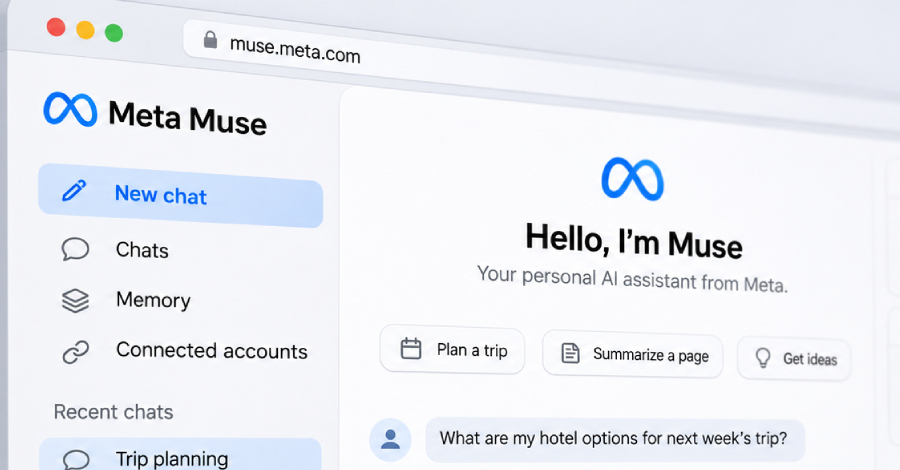 muse.meta.com
Meta Muse
New chat
Chats
Memory
Connected accounts
Recent chats
Trip planning
Hello, I'm Muse
Your personal AI assistant from Meta.
Plan a trip
Summarize a page
Get ideas
What are my hotel options for next week's trip?